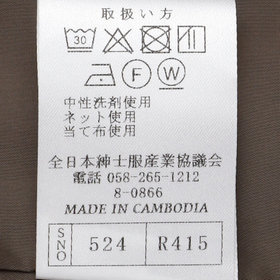 取扱い方
30
F W
中性洗剤使用
ネット使用
当て布使用
全日本紳士服産業協議会
電話 058-265-1212
8-0866
MADE IN CAMBODIA
SNO 524 R415